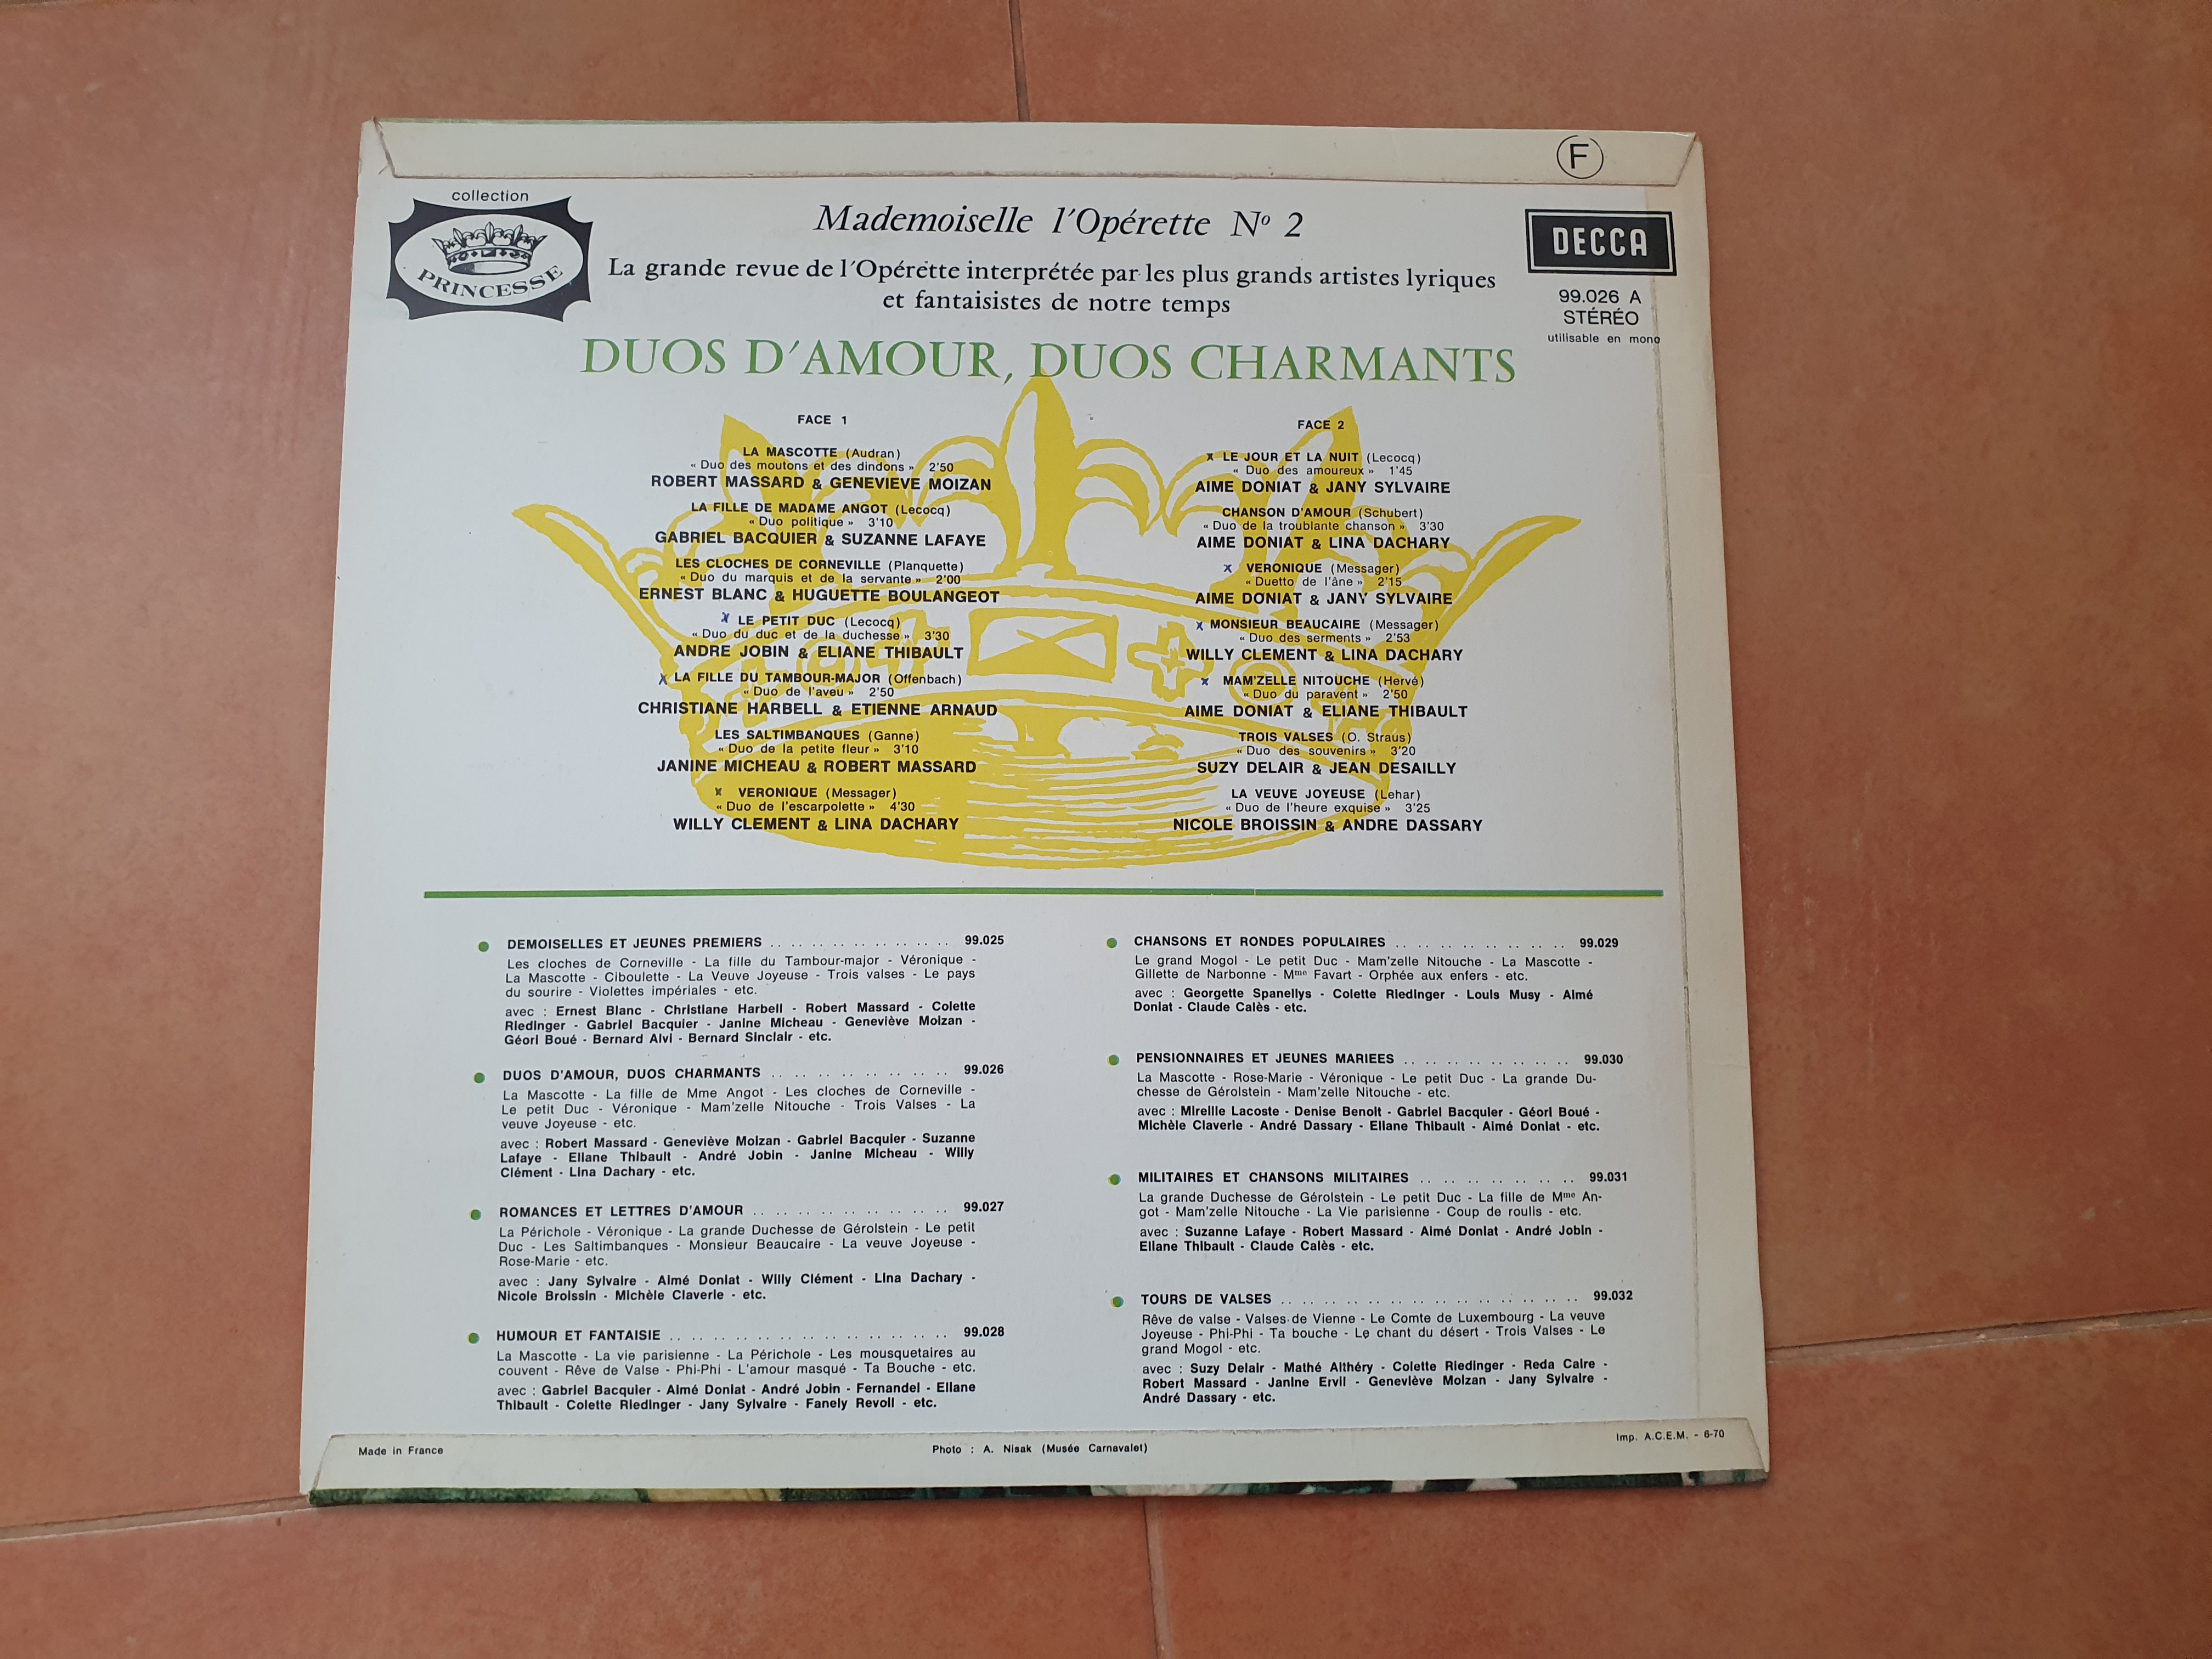 F
collection
PRINCESSE
Mademoiselle l'Opérette Nº 2
La grande revue de l'Opérette interprétée par les plus grands artistes lyriques
et fantaisistes de notre temps
DECCA
99.026 A
STÉRÉO
utilisable en mono
DUOS D'AMOUR, DUOS CHARMANTS
FACE 1
LA MASCOTTE (Audran)
« Duo des moutons et des dindons » 2'50
ROBERT MASSARD & GENEVIEVE MOIZAN
LA FILLE DE MADAME ANGOT (Lecocq)
« Duo politique » 3'10
GABRIEL BACQUIER & SUZANNE LAFAYE
LES CLOCHES DE CORNEVILLE (Planquette)
« Duo du marquis et de la servante » 2'00
ERNEST BLANC & HUGUETTE BOULANGEOT
x LE PETIT DUC (Lecocq)
« Duo du duc et de la duchesse » 3'30
ANDRE JOBIN & ELIANE THIBAULT
x LA FILLE DU TAMBOUR-MAJOR (Offenbach)
« Duo de l'aveu » 2'50
CHRISTIANE HARBELL & ETIENNE ARNAUD
LES SALTIMBANQUES (Ganne)
« Duo de la petite fleur » 3'10
JANINE MICHEAU & ROBERT MASSARD
x VERONIQUE (Messager)
« Duo de l'escarpolette » 4'30
WILLY CLEMENT & LINA DACHARY
FACE 2
x LE JOUR ET LA NUIT (Lecocq)
« Duo des amoureux » 1'45
AIME DONIAT & JANY SYLVAIRE
CHANSON D'AMOUR (Schubert)
« Duo de la troublante chanson » 3'30
AIME DONIAT & LINA DACHARY
x VERONIQUE (Messager)
« Duetto de l'âne » 2'15
AIME DONIAT & JANY SYLVAIRE
x MONSIEUR BEAUCAIRE (Messager)
« Duo des serments » 2'53
WILLY CLEMENT & LINA DACHARY
x MAM'ZELLE NITOUCHE (Hervé)
« Duo du paravent » 2'50
AIME DONIAT & ELIANE THIBAULT
TROIS VALSES (O. Straus)
« Duo des souvenirs » 3'20
SUZY DELAIR & JEAN DESAILLY
LA VEUVE JOYEUSE (Lehar)
« Duo de l'heure exquise » 3'25
NICOLE BROISSIN & ANDRE DASSARY
DEMOISELLES ET JEUNES PREMIERS .. .. .. .. .. .. .. .. .. 99.025
Les cloches de Corneville - La fille du Tambour-major - Véronique -
La Mascotte - Ciboulette - La Veuve Joyeuse - Trois valses - Le pays
du sourire - Violettes impériales - etc.
avec : Ernest Blanc - Christiane Harbell - Robert Massard - Colette
Riedinger - Gabriel Bacquier - Janine Micheau - Geneviève Moizan -
Géori Boué - Bernard Alvi - Bernard Sinclair - etc.
DUOS D'AMOUR, DUOS CHARMANTS .. .. .. .. .. .. .. .. .. 99.026
La Mascotte - La fille de Mme Angot - Les cloches de Corneville -
Le petit Duc - Véronique - Mam'zelle Nitouche - Trois Valses - La
veuve Joyeuse - etc.
avec : Robert Massard - Geneviève Moizan - Gabriel Bacquier - Suzanne
Lafaye - Eliane Thibault - André Jobin - Janine Micheau - Willy
Clément - Lina Dachary - etc.
ROMANCES ET LETTRES D'AMOUR .. .. .. .. .. .. .. .. .. .. 99.027
La Périchole - Véronique - La grande Duchesse de Gérolstein - Le petit
Duc - Les Saltimbanques - Monsieur Beaucaire - La veuve Joyeuse -
Rose-Marie - etc.
avec : Jany Sylvaire - Aimé Doniat - Willy Clément - Lina Dachary -
Nicole Broissin - Michèle Claverie - etc.
HUMOUR ET FANTAISIE .. .. .. .. .. .. .. .. .. .. .. .. .. .. 99.028
La Mascotte - La vie parisienne - La Périchole - Les mousquetaires au
couvent - Rêve de Valse - Phi-Phi - L'amour masqué - Ta Bouche - etc.
avec : Gabriel Bacquier - Aimé Doniat - André Jobin - Fernandel - Eliane
Thibault - Colette Riedinger - Jany Sylvaire - Fanely Revoil - etc.
CHANSONS ET RONDES POPULAIRES .. .. .. .. .. .. .. .. .. 99.029
Le grand Mogol - Le petit Duc - Mam'zelle Nitouche - La Mascotte -
Gillette de Narbonne - Mme Favart - Orphée aux enfers - etc.
avec : Georgette Spanellys - Colette Riedinger - Louis Musy - Aimé
Doniat - Claude Calès - etc.
PENSIONNAIRES ET JEUNES MARIEES .. .. .. .. .. .. .. .. 99.030
La Mascotte - Rose-Marie - Véronique - Le petit Duc - La grande Du-
chesse de Gérolstein - Mam'zelle Nitouche - etc.
avec : Mireille Lacoste - Denise Benoit - Gabriel Bacquier - Géori Boué -
Michèle Claverie - André Dassary - Eliane Thibault - Aimé Doniat - etc.
MILITAIRES ET CHANSONS MILITAIRES .. .. .. .. .. .. .. .. 99.031
La grande Duchesse de Gérolstein - Le petit Duc - La fille de Mme An-
got - Mam'zelle Nitouche - La Vie parisienne - Coup de roulis - etc.
avec : Suzanne Lafaye - Robert Massard - Aimé Doniat - André Jobin -
Eliane Thibault - Claude Calès - etc.
TOURS DE VALSES .. .. .. .. .. .. .. .. .. .. .. .. .. .. .. 99.032
Rêve de valse - Valses de Vienne - Le Comte de Luxembourg - La veuve
Joyeuse - Phi-Phi - Ta bouche - Le chant du désert - Trois Valses - Le
grand Mogol - etc.
avec : Suzy Delair - Mathé Althéry - Colette Riedinger - Reda Caire -
Robert Massard - Janine Ervil - Geneviève Moizan - Jany Sylvaire -
André Dassary - etc.
Made in France
Photo : A. Nisak (Musée Carnavalet)
Imp. A.C.E.M. - 6-70